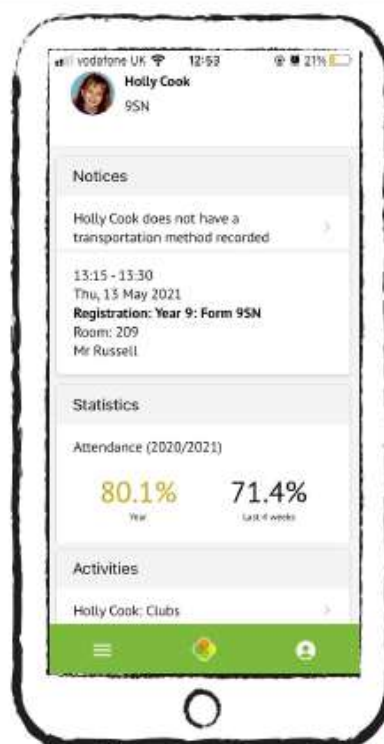 vodafone UK 12:53 21%
Holly Cook
9SN
Notices
Holly Cook does not have a
transportation method recorded
13:15 - 13:30
Thu, 13 May 2021
Registration: Year 9: Form 9SN
Room: 209
Mr Russell
Statistics
Attendance (2020/2021)
80.1% 71.4%
Year Last 4 weeks
Activities
Holly Cook: Clubs